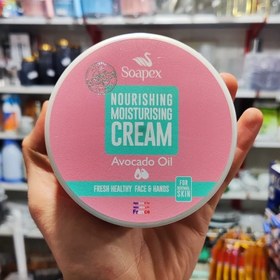 Soapex
NOURISHING
MOISTURISING
CREAM
Avocado Oil
FRESH HEALTHY FACE & HANDS
FOR
NORMAL
SKIN